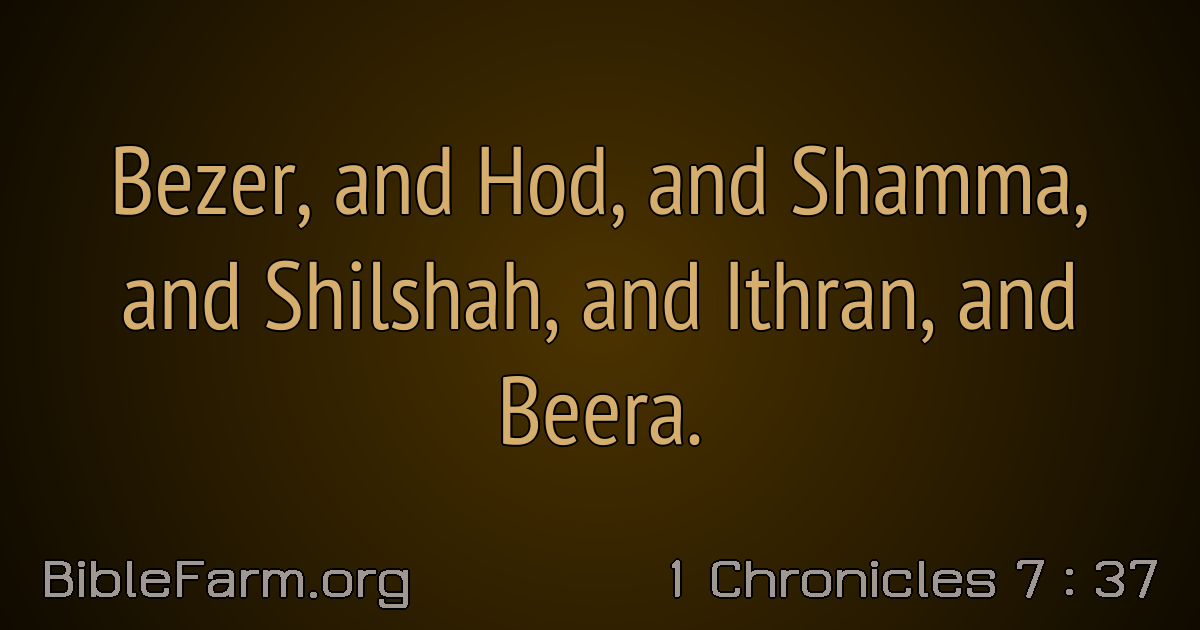 Bezer, and Hod, and Shamma,
and Shilshah, and Ithran, and
Beera.
BibleFarm.org
1 Chronicles 7 : 37